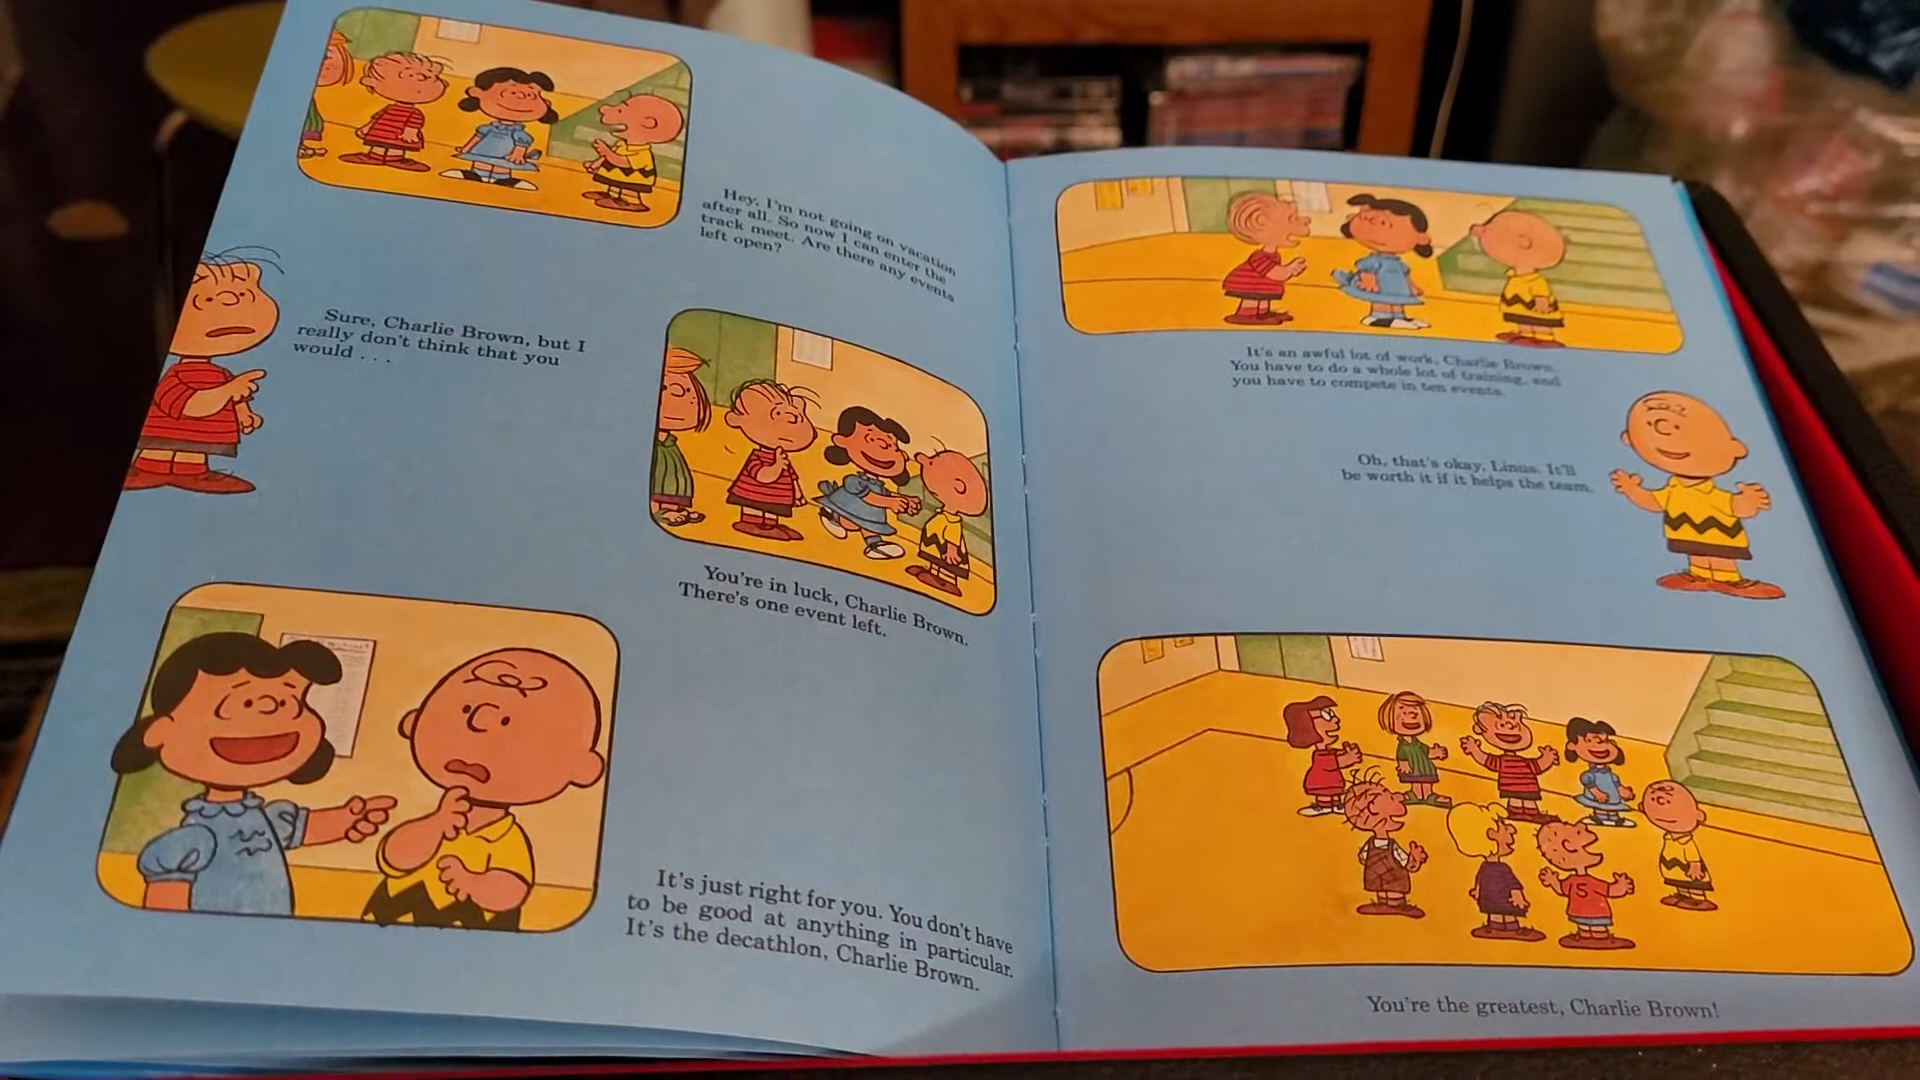 Hey, I'm not going on vacation
after all. So now I can enter the
track meet. Are there any events
left open?
Sure, Charlie Brown, but I
really don't think that you
would . . .
You're in luck, Charlie Brown.
There's one event left.
It's just right for you. You don't have
to be good at anything in particular.
It's the decathlon, Charlie Brown.
It's an awful lot of work, Charlie Brown.
You have to do a whole lot of training, and
you have to compete in ten events.
Oh, that's okay, Linus. It'll
be worth it if it helps the team.
S
You're the greatest, Charlie Brown!